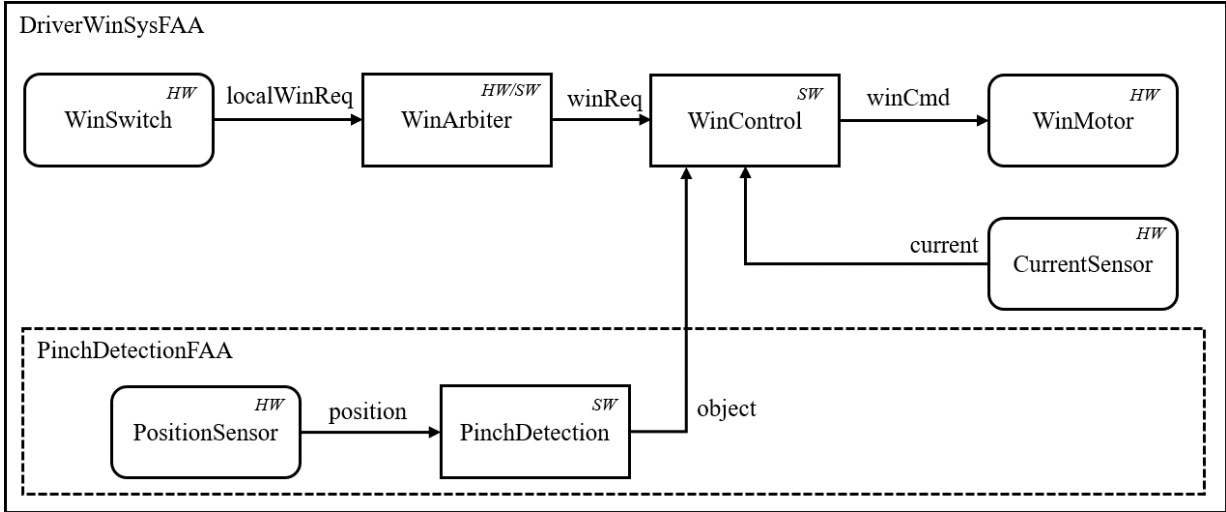 DriverWinSysFAA
HW
WinSwitch
localWinReq
HW/SW
WinArbiter
winReq
SW
WinControl
winCmd
HW
WinMotor
current
HW
CurrentSensor
PinchDetectionFAA
HW
PositionSensor
position
SW
PinchDetection
object